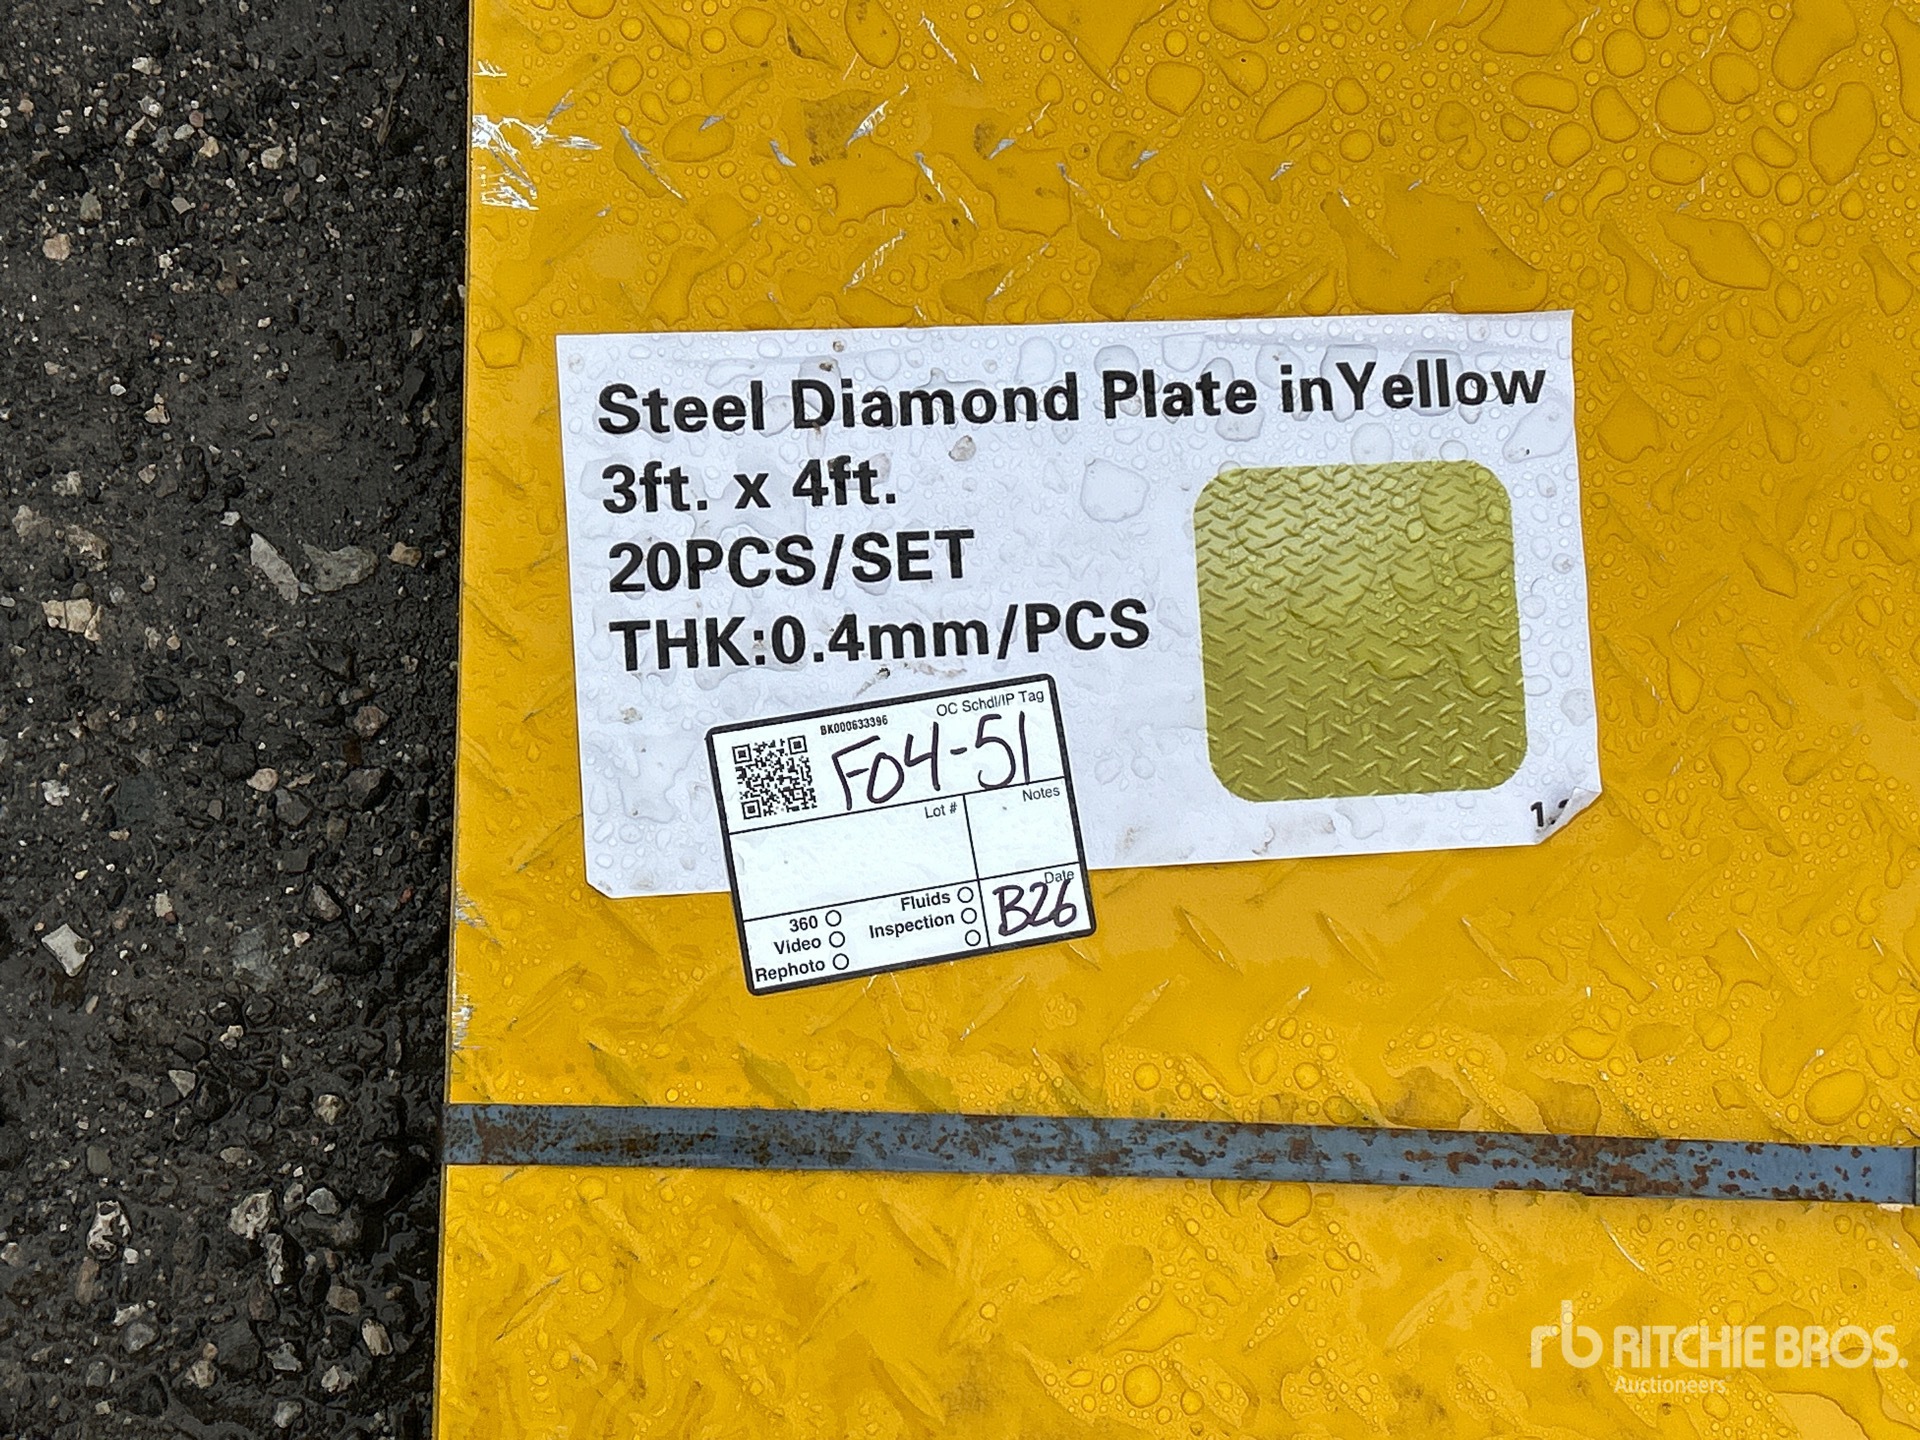 Steel Diamond Plate inYellow
3ft. x 4ft.
20PCS/SET
THK:0.4mm/PCS
BK000633396
OC Schdl/IP Tag
F04-51
Lot #
Notes
360
Video
Rephoto
Fluids
Inspection
Date
B26
rb RITCHIE BROS.
Auctioneers